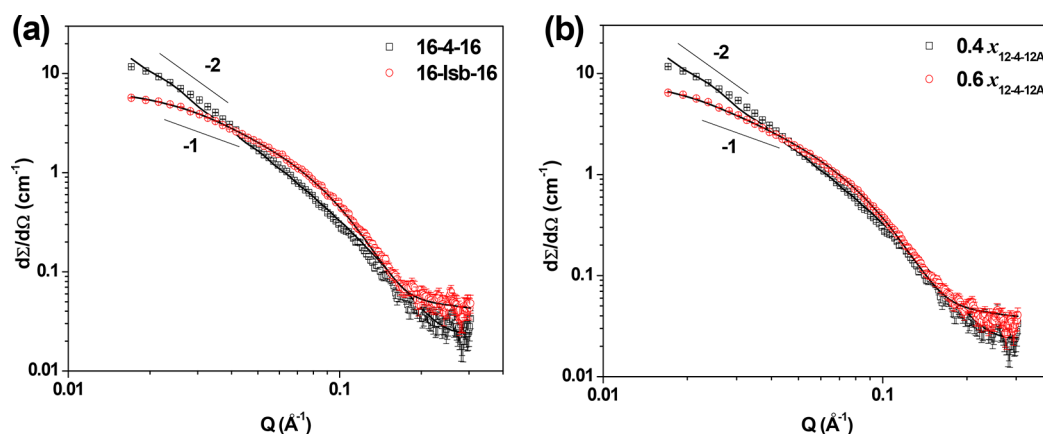 (a)
16-4-16
16-Isb-16
-2
-1
10
1
0.1
0.01
0.01
0.1
dΣ/dΩ (cm⁻¹)
Q (Å⁻¹)
(b)
0.4 x₁₂₋₄₋₁₂A
0.6 x₁₂₋₄₋₁₂A
-2
-1
10
1
0.1
0.01
0.01
0.1
dΣ/dΩ (cm⁻¹)
Q (Å⁻¹)